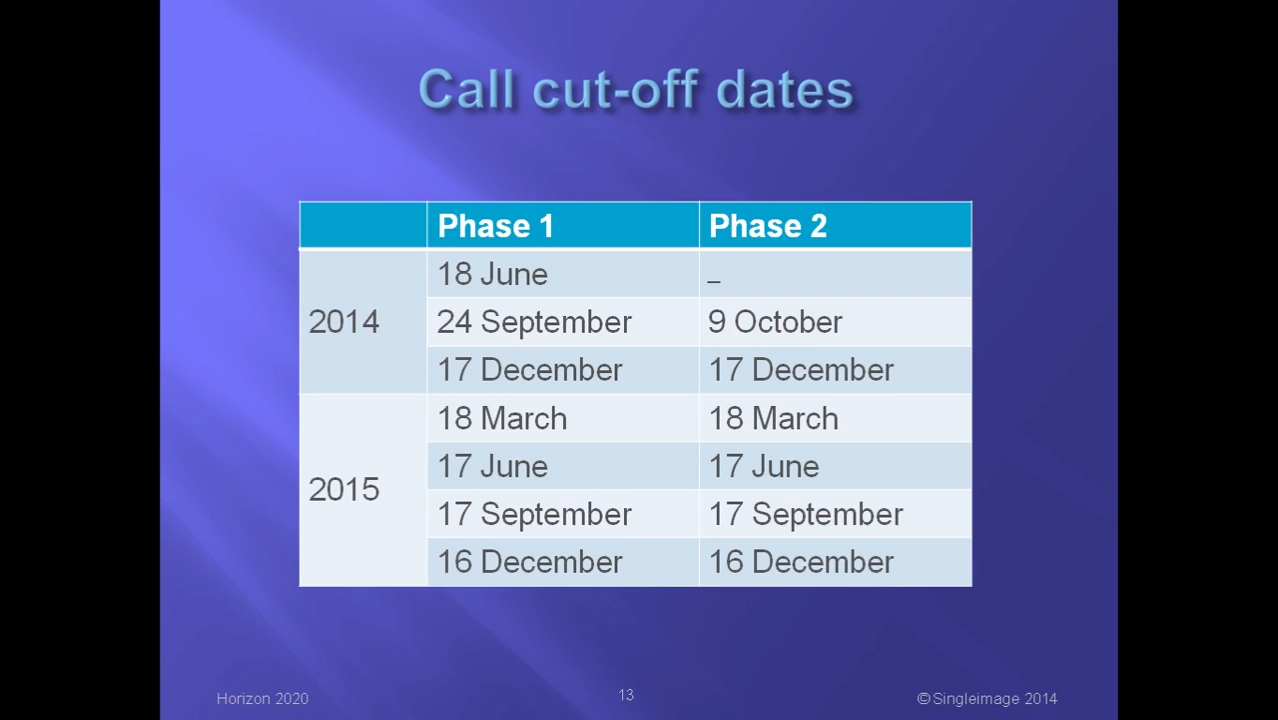 Call cut-off dates
Phase 1 Phase 2
2014
18 June –
24 September 9 October
17 December 17 December
2015
18 March 18 March
17 June 17 June
17 September 17 September
16 December 16 December
Horizon 2020 13 © Singleimage 2014